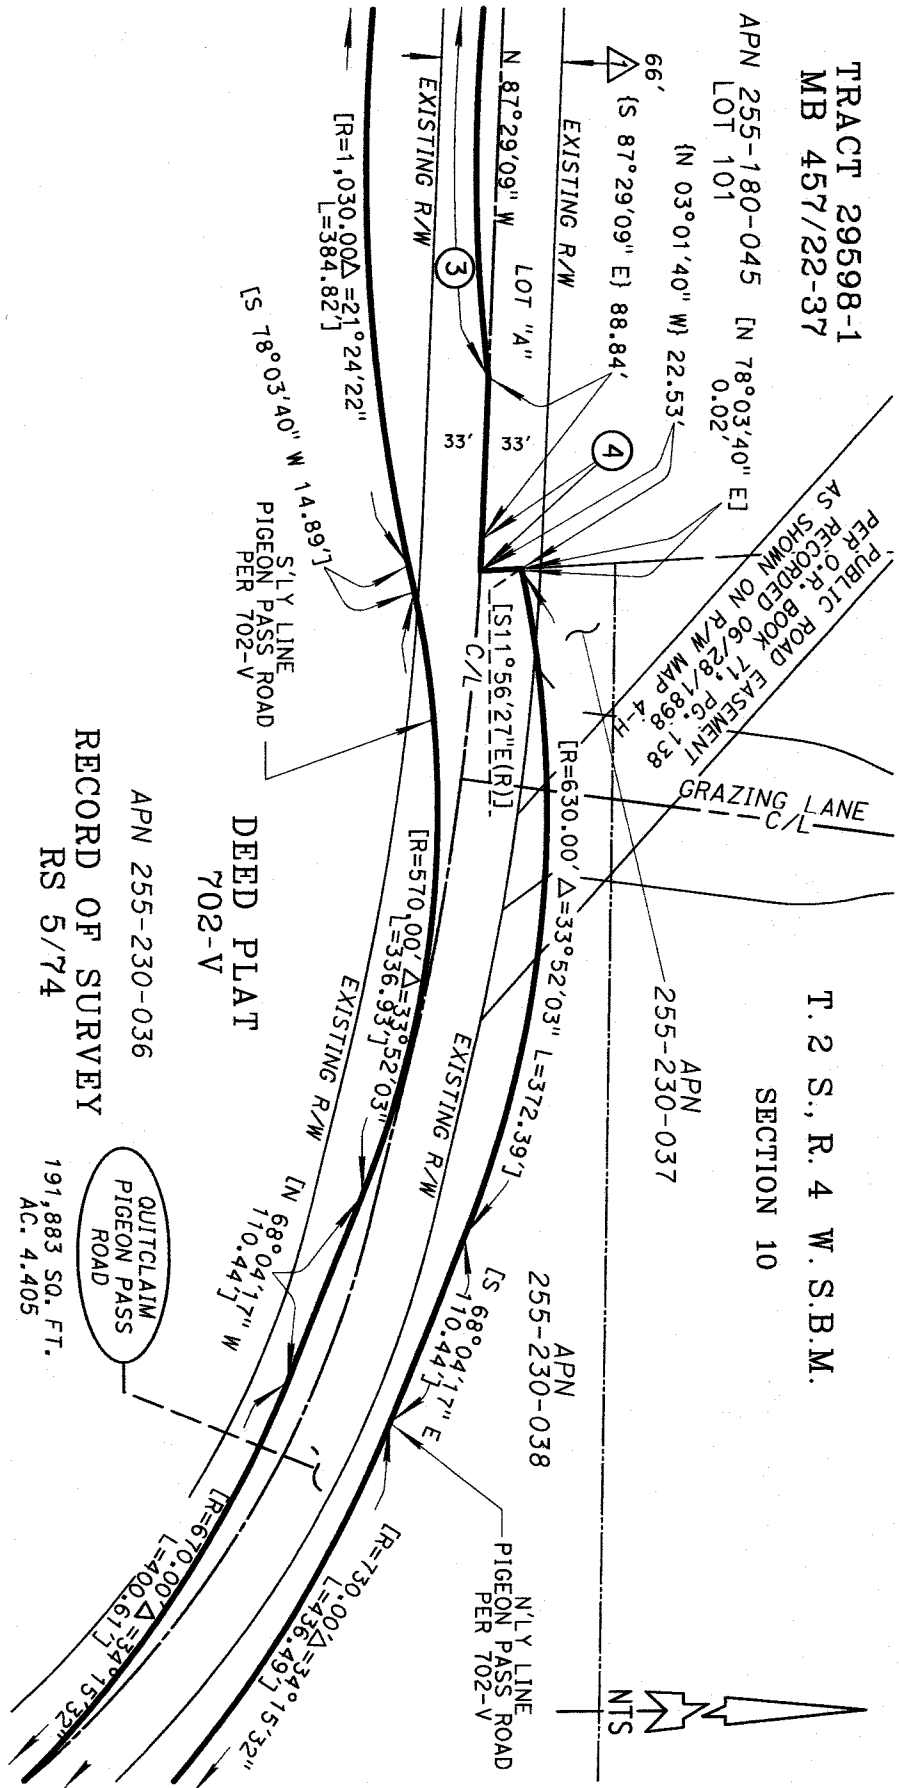 TRACT 29598-1
MB 457/22-37
APN 255-180-045
LOT 101
[N 78°03'40" E]
0.02'
{N 03°01'40" W} 22.53'
66'
1
{S 87°29'09" E} 88.84'
4
EXISTING R/W
LOT "A"
33'
N 87°29'09" W
3
33'
EXISTING R/W
[R=1,030.00 Δ=21°24'22"
L=384.82']
[S 78°03'40" W 14.89']
PUBLIC ROAD EASEMENT
PER O.R. BOOK 71, PG. 138
RECORDED 06/28/1898
AS SHOWN ON R/W MAP 4-H
GRAZING LANE
C/L
[S11°56'27"E(R)]
C/L
S'LY LINE
PIGEON PASS ROAD
PER 702-V
T. 2 S., R. 4 W. S.B.M.
SECTION 10
APN
255-230-037
[R=630.00' Δ=33°52'03" L=372.39']
EXISTING R/W
[R=570.00' Δ=33°52'03"
L=336.93']
EXISTING R/W
DEED PLAT
702-V
APN 255-230-036
RECORD OF SURVEY
RS 5/74
APN
255-230-038
[S 68°04'17" E
110.44']
[N 68°04'17" W
110.44']
QUITCLAIM
PIGEON PASS
ROAD
191,883 SQ. FT.
AC. 4.405
N'LY LINE
PIGEON PASS ROAD
PER 702-V
[R=730.00' Δ=34°15'32"
L=436.49']
[R=670.00' Δ=34°15'32"
L=400.61']
NTS